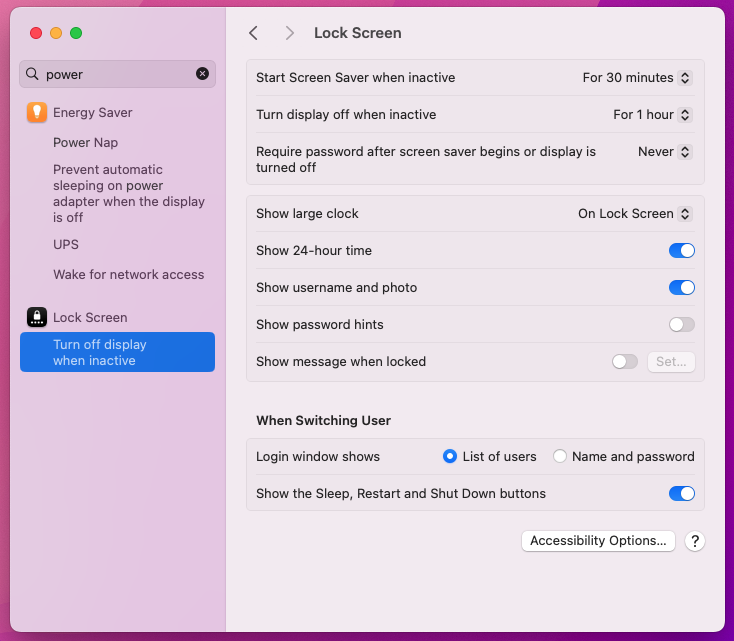 power
Energy Saver
Power Nap
Prevent automatic
sleeping on power
adapter when the display
is off
UPS
Wake for network access
Lock Screen
Turn off display
when inactive
Lock Screen
Start Screen Saver when inactive For 30 minutes
Turn display off when inactive For 1 hour
Require password after screen saver begins or display is Never
turned off
Show large clock On Lock Screen
Show 24-hour time
Show username and photo
Show password hints
Show message when locked Set...
When Switching User
Login window shows List of users Name and password
Show the Sleep, Restart and Shut Down buttons
Accessibility Options... ?